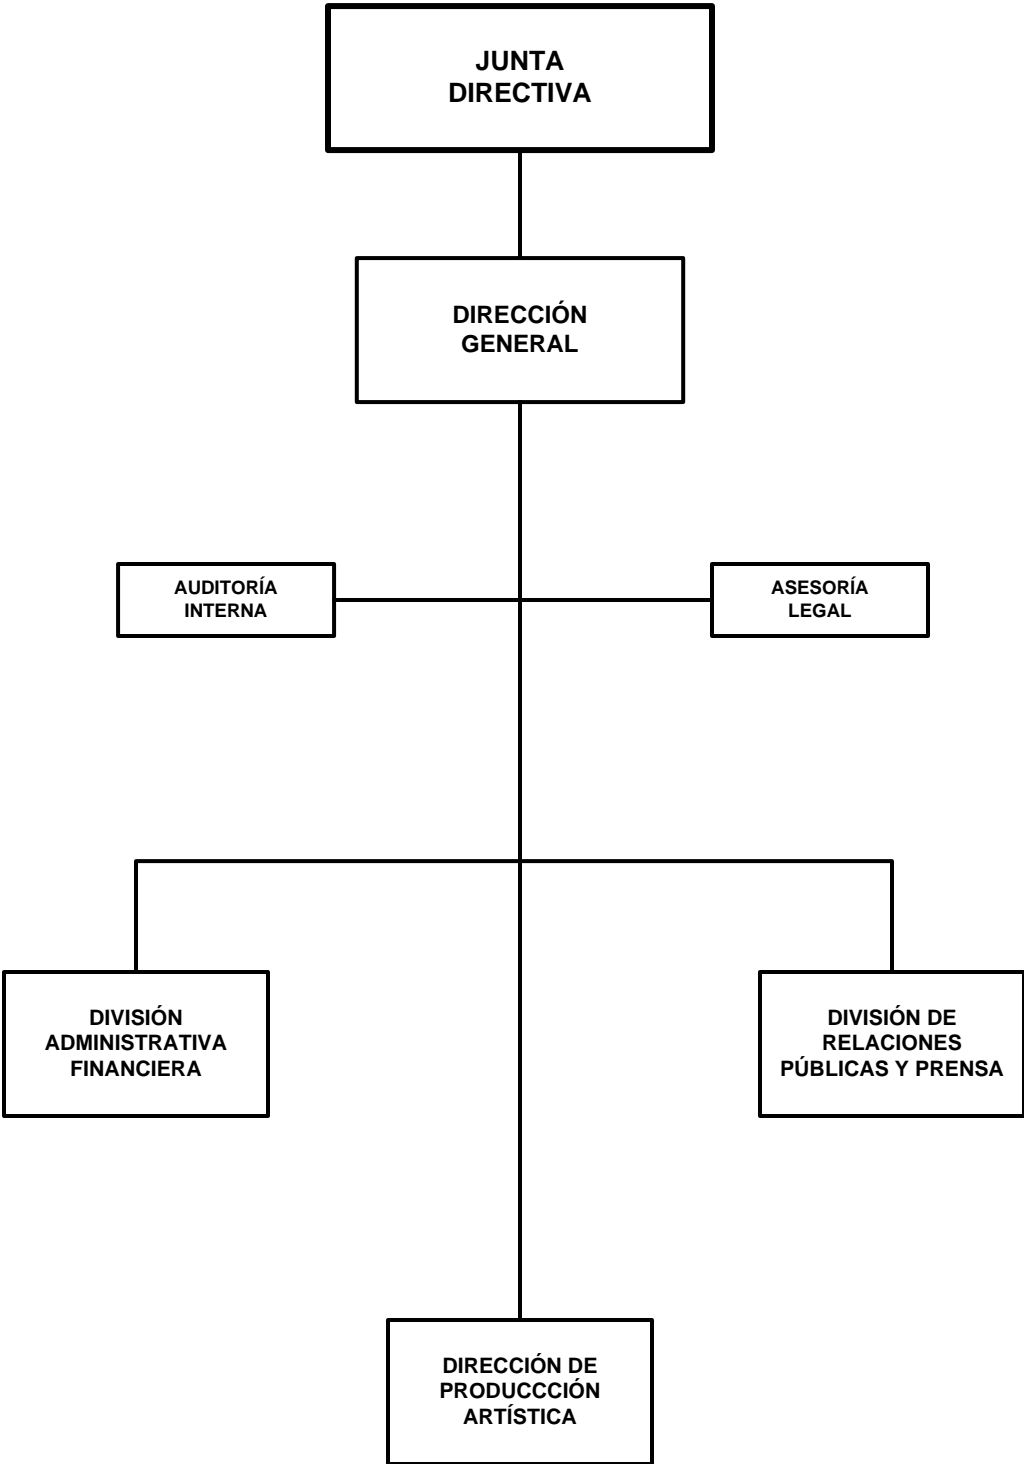 JUNTA
DIRECTIVA
DIRECCIÓN
GENERAL
AUDITORÍA
INTERNA
ASESORÍA
LEGAL
DIVISIÓN
ADMINISTRATIVA
FINANCIERA
DIVISIÓN DE
RELACIONES
PÚBLICAS Y PRENSA
DIRECCIÓN DE
PRODUCCCIÓN
ARTÍSTICA